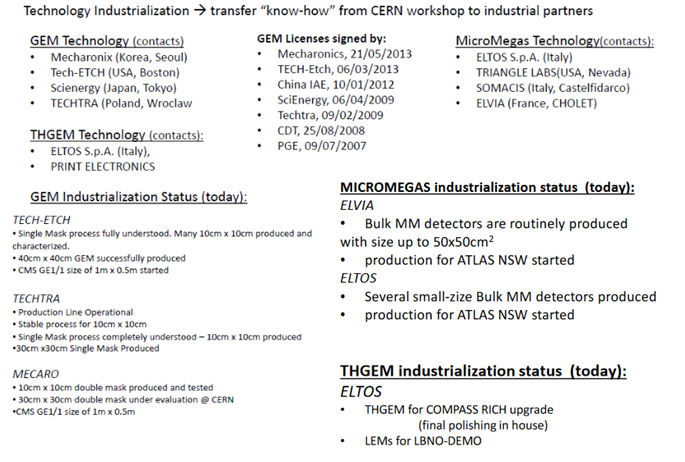 Technology Industrialization → transfer "know-how" from CERN workshop to industrial partners
GEM Technology (contacts)
• Mechanorix (Korea, Seoul)
• Tech-ETCH (USA, Boston)
• Scienergy (Japan, Tokyo)
• TECHTRA (Poland, Wroclaw
THGEM Technology (contacts):
• ELTOS S.p.A. (Italy),
• PRINT ELECTRONICS
GEM Licenses signed by:
• Mecharonics, 21/05/2013
• TECH-Etch, 06/03/2013
• China IAE, 10/01/2012
• SciEnergy, 06/04/2009
• Techtra, 09/02/2009
• CDT, 25/08/2008
• PGE, 09/07/2007
MicroMegas Technology(contacts):
• ELTOS S.p.A. (Italy)
• TRIANGLE LABS(USA, Nevada)
• SOMACIS (Italy, Castelfidarco)
• ELVIA (France, CHOLET)
GEM Industrialization Status (today):
TECH-ETCH
• Single Mask process fully understood. Many 10cm x 10cm produced and
characterized.
• 40cm x 40cm GEM successfully produced
• CMS GE1/1 size of 1m x 0.5m started
TECHTRA
• Production Line Operational
• Stable process for 10cm x 10cm
• Single Mask process completely understood – 10cm x 10cm produced
•30cm x30cm Single Mask Produced
MECARO
• 10cm x 10cm double mask produced and tested
• 30cm x 30cm double mask under evaluation @ CERN
•CMS GE1/1 size of 1m x 0.5m
MICROMEGAS industrialization status (today):
ELVIA
• Bulk MM detectors are routinely produced
with size up to 50x50cm²
• production for ATLAS NSW started
ELTOS
• Several small-zize Bulk MM detectors produced
• production for ATLAS NSW started
THGEM industrialization status (today):
ELTOS
• THGEM for COMPASS RICH upgrade
(final polishing in house)
• LEMs for LBNO-DEMO